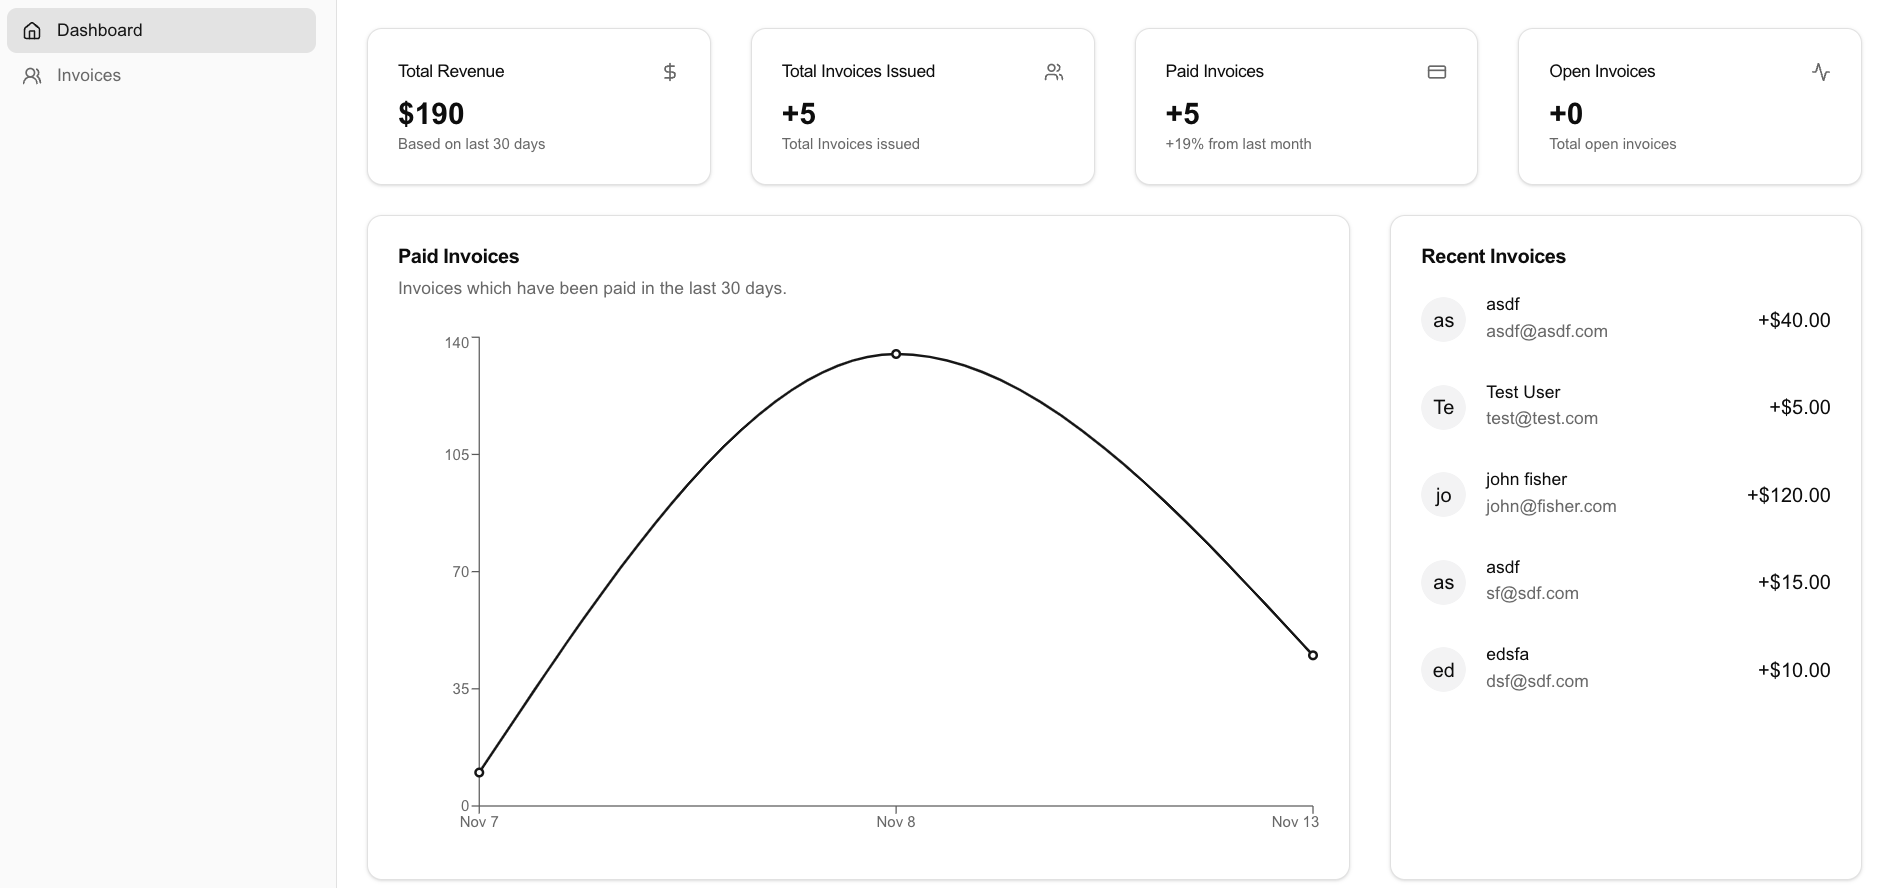 Dashboard
Invoices
Total Revenue
$190
Based on last 30 days
Total Invoices Issued
+5
Total Invoices issued
Paid Invoices
+5
+19% from last month
Open Invoices
+0
Total open invoices
Paid Invoices
Invoices which have been paid in the last 30 days.
140
105
70
35
0
Nov 7
Nov 8
Nov 13
Recent Invoices
as
asdf
asdf@asdf.com
+$40.00
Te
Test User
test@test.com
+$5.00
jo
john fisher
john@fisher.com
+$120.00
as
asdf
sf@sdf.com
+$15.00
ed
edsfa
dsf@sdf.com
+$10.00